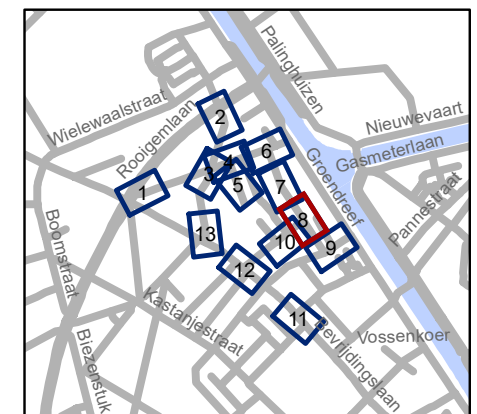 Palinghuizen
Wielewaalstraat
Rooigemlaan
Nieuwevaart
Gasmeterlaan
Groendreef
Pannestraat
2
6
4
3
5
7
1
8
13
10
9
12
11
Boomstraat
Kastanjestraat
Biezenstuk
Bevrijdingslaan
Vossenkoer